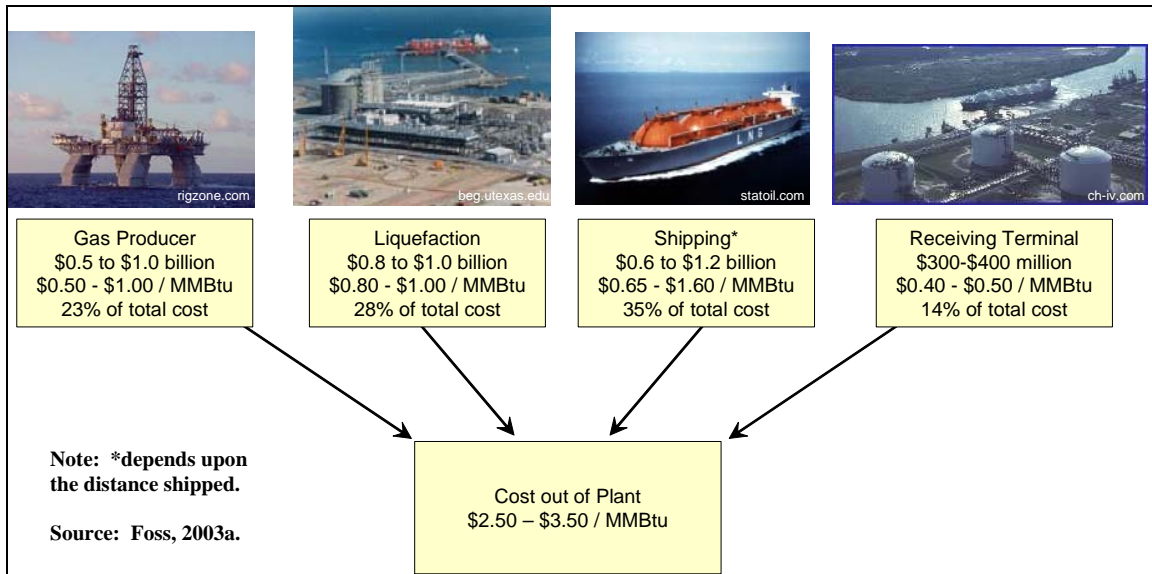 rigzone.com
beg.utexas.edu
LNG
statoil.com
ch-iv.com
Gas Producer
$0.5 to $1.0 billion
$0.50 - $1.00 / MMBtu
23% of total cost
Liquefaction
$0.8 to $1.0 billion
$0.80 - $1.00 / MMBtu
28% of total cost
Shipping*
$0.6 to $1.2 billion
$0.65 - $1.60 / MMBtu
35% of total cost
Receiving Terminal
$300-$400 million
$0.40 - $0.50 / MMBtu
14% of total cost
Note: *depends upon
the distance shipped.
Source: Foss, 2003a.
Cost out of Plant
$2.50 – $3.50 / MMBtu